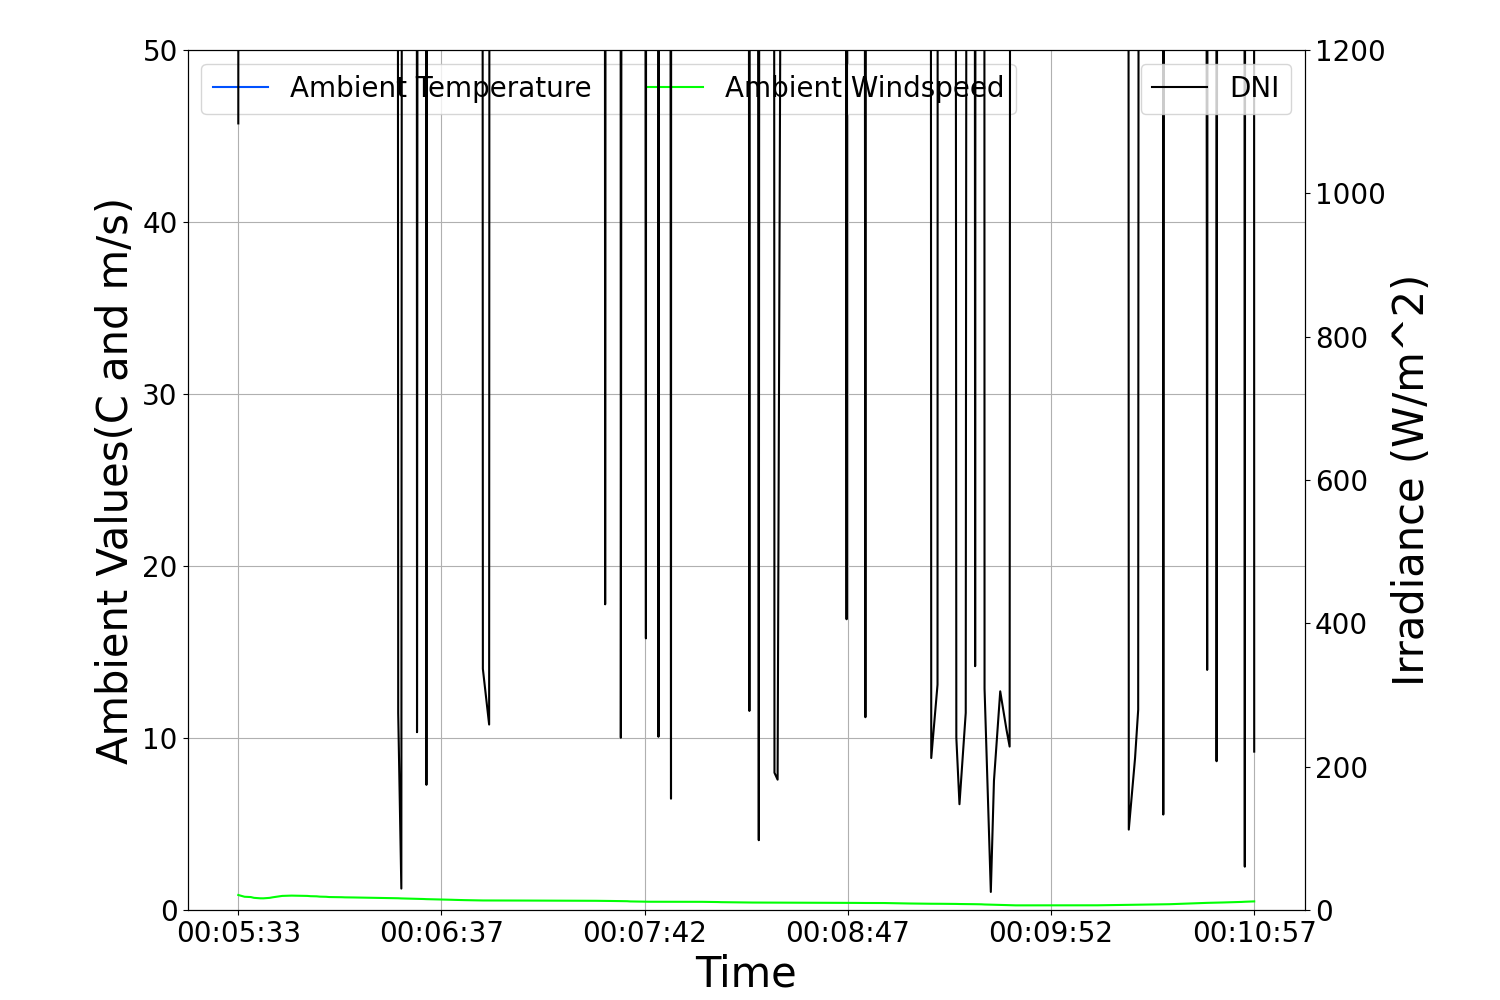 50
40
30
20
10
0
Ambient Values(C and m/s)
Ambient Temperature
Ambient Windspeed
DNI
1200
1000
800
600
400
200
0
Irradiance (W/m^2)
00:05:33 00:06:37 00:07:42 00:08:47 00:09:52 00:10:57
Time